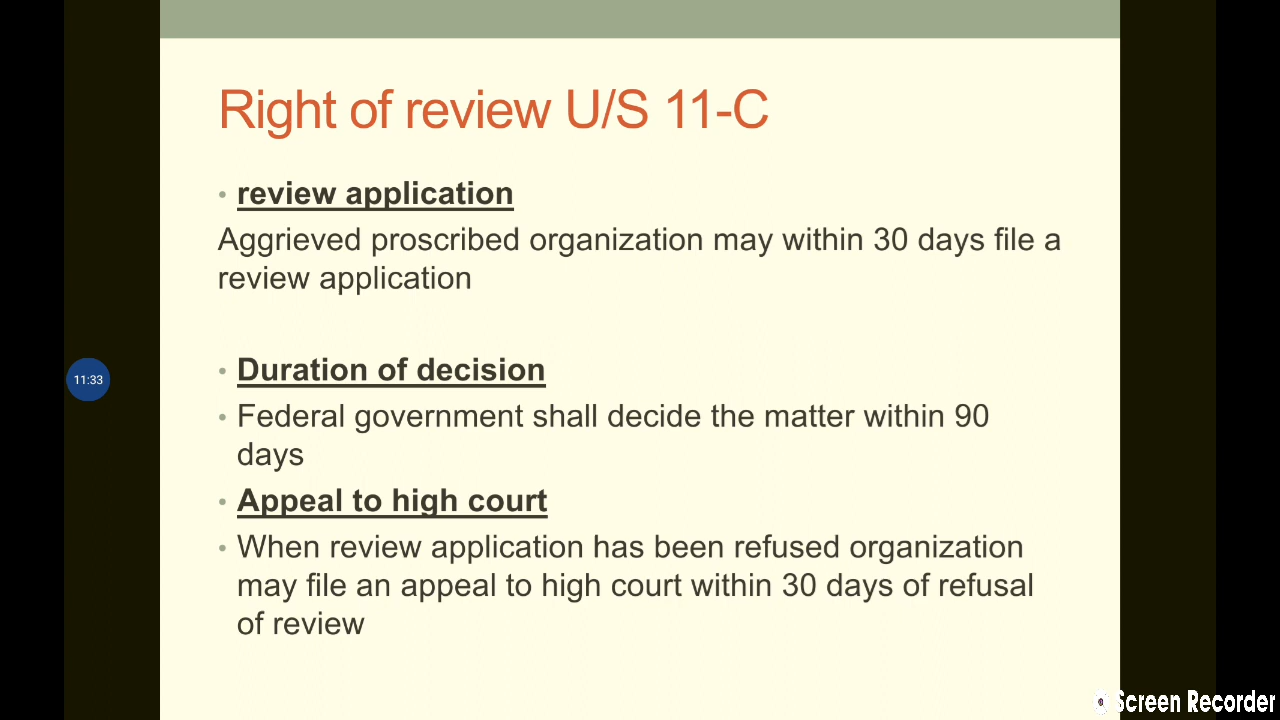 Right of review U/S 11-C
• review application
Aggrieved proscribed organization may within 30 days file a
review application
• Duration of decision
• Federal government shall decide the matter within 90
days
11:33
• Appeal to high court
• When review application has been refused organization
may file an appeal to high court within 30 days of refusal
of review
Screen Recorder